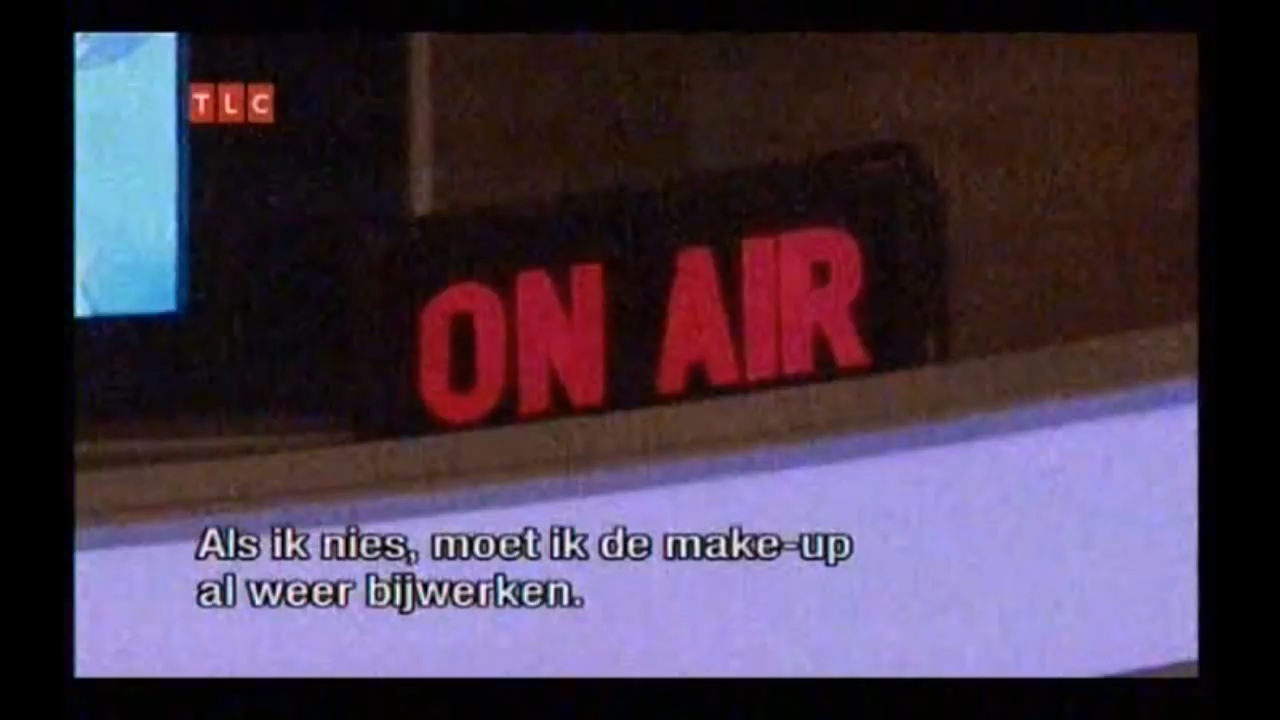 TLC
ON AIR
Als ik nies, moet ik de make-up
al weer bijwerken.